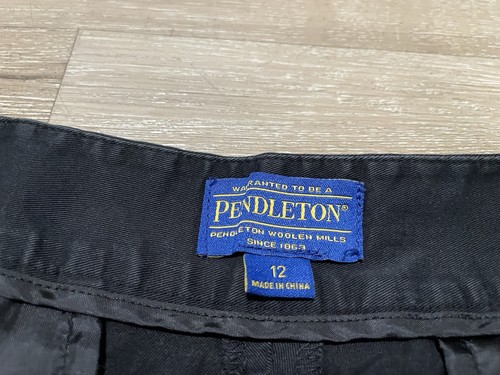 WARRANTED TO BE A
PENDLETON®
PENDLETON WOOLEN MILLS
SINCE 1863
12
MADE IN CHINA